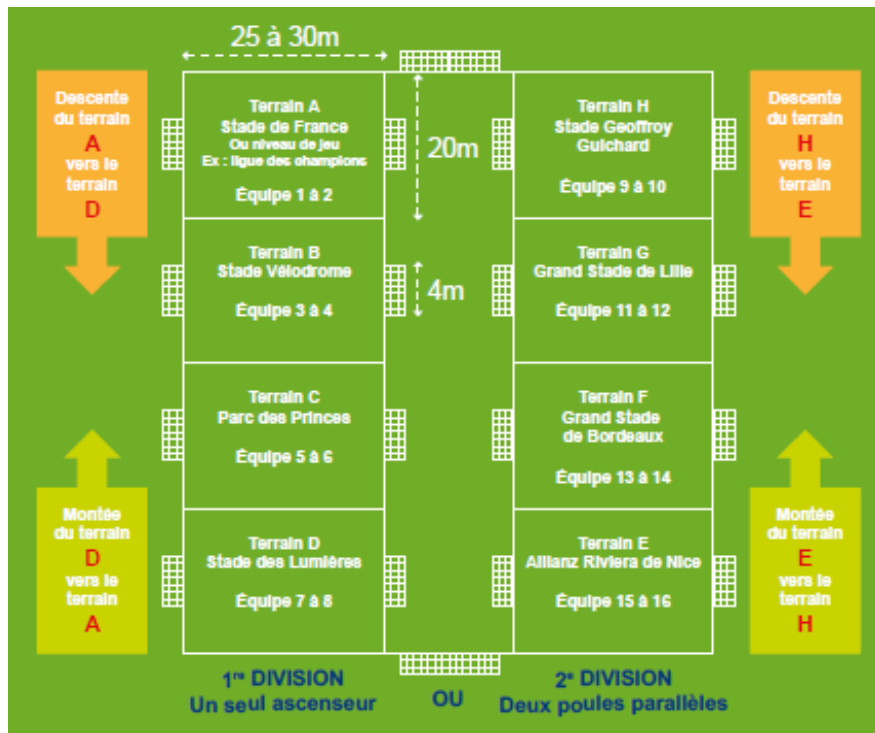 25 à 30m
Descente
du terrain
A
vers le
terrain
D
Terrain A
Stade de France
Ou niveau de jeu
Ex : ligue des champions
Équipe 1 à 2
20m
Terrain H
Stade Geoffroy
Guichard
Équipe 9 à 10
Descente
du terrain
H
vers le
terrain
E
Terrain B
Stade Vélodrome
Équipe 3 à 4
4m
Terrain G
Grand Stade de Lille
Équipe 11 à 12
Terrain C
Parc des Princes
Équipe 5 à 6
Terrain F
Grand Stade
de Bordeaux
Équipe 13 à 14
Montée
du terrain
D
vers le
terrain
A
Terrain D
Stade des Lumières
Équipe 7 à 8
Terrain E
Allianz Riviera de Nice
Équipe 15 à 16
Montée
du terrain
E
vers le
terrain
H
1re DIVISION
Un seul ascenseur
OU
2e DIVISION
Deux poules parallèles